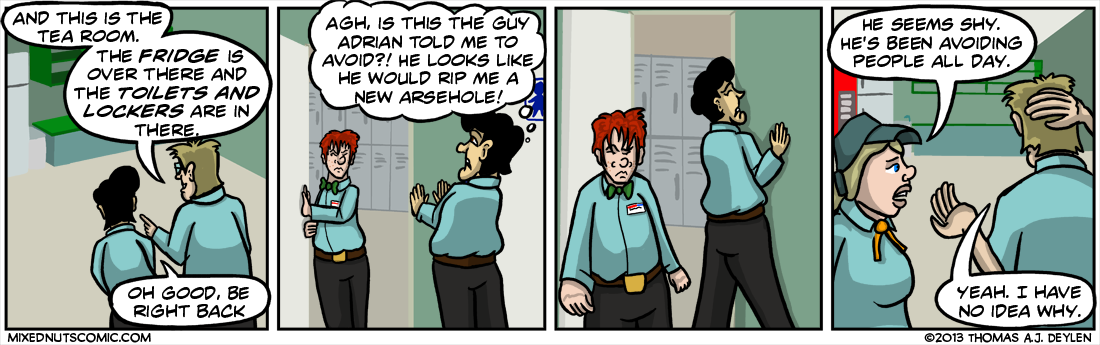 AND THIS IS THE
TEA ROOM.
THE FRIDGE IS
OVER THERE AND
THE TOILETS AND
LOCKERS ARE IN
THERE.
OH GOOD, BE
RIGHT BACK
AGH, IS THIS THE GUY
ADRIAN TOLD ME TO
AVOID?! HE LOOKS LIKE
HE WOULD RIP ME A
NEW ARSEHOLE!
HE SEEMS SHY.
HE'S BEEN AVOIDING
PEOPLE ALL DAY.
YEAH. I HAVE
NO IDEA WHY.
MIXEDNUTSCOMIC.COM
©2013 THOMAS A.J. DEYLEN